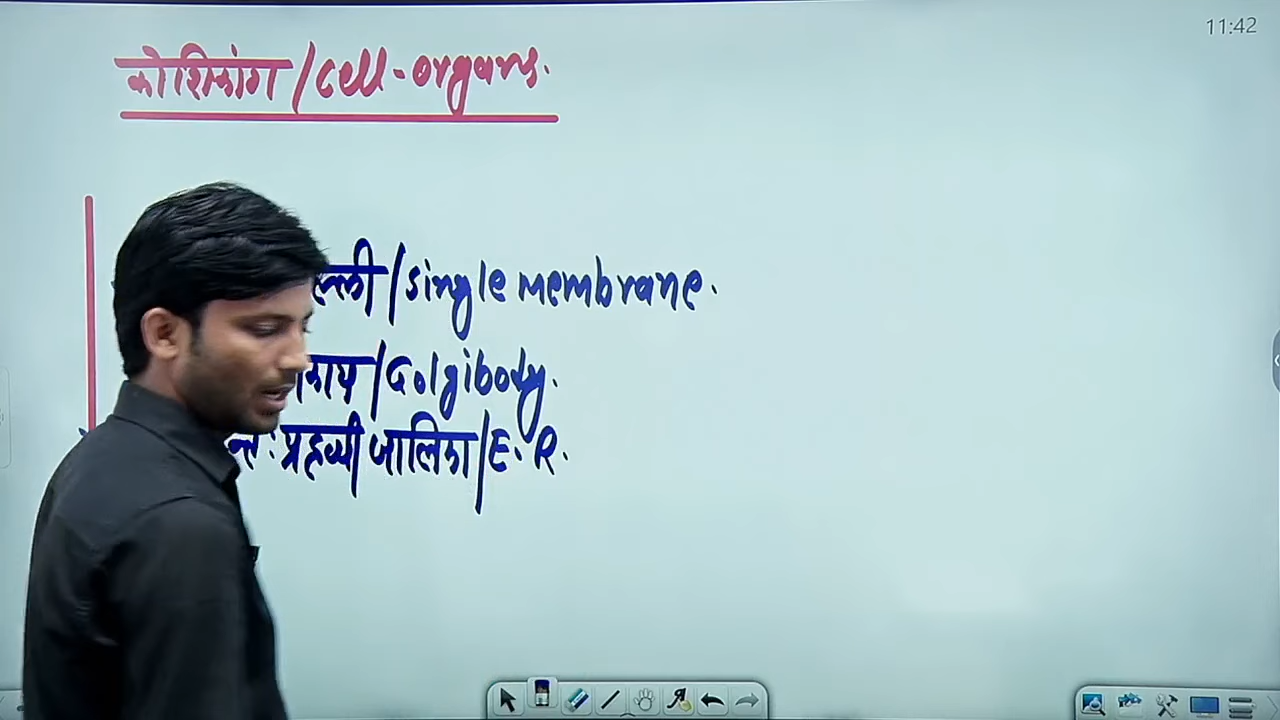 11:42
कोशिकांग / Cell-organs.
ल्ली / Single membrane.
काय / Golgibody.
न्त: प्रद्रव्यी जालिका / E.R.